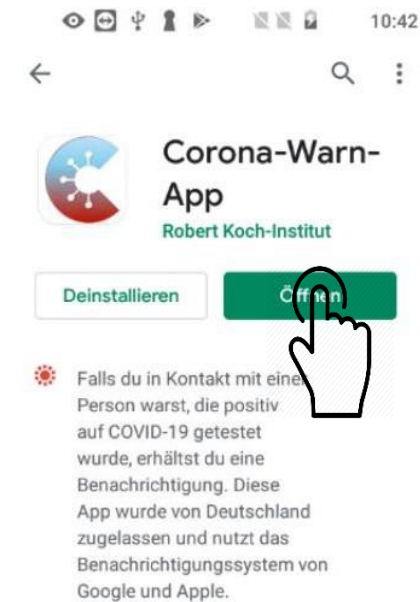 10:42
Corona-Warn-
App
Robert Koch-Institut
Deinstallieren
Öffnen
Falls du in Kontakt mit einer
Person warst, die positiv
auf COVID-19 getestet
wurde, erhältst du eine
Benachrichtigung. Diese
App wurde von Deutschland
zugelassen und nutzt das
Benachrichtigungssystem von
Google und Apple.